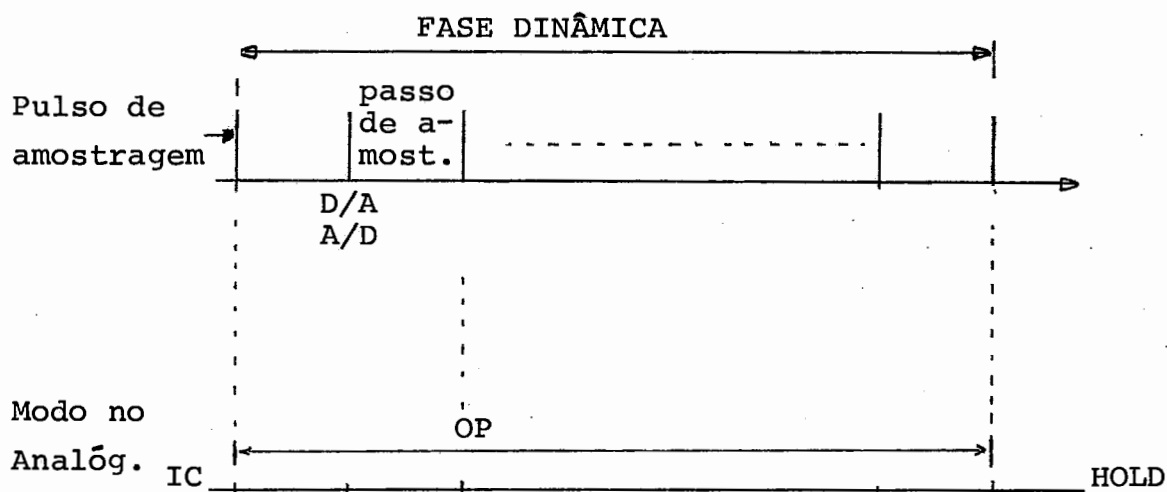 FASE DINÂMICA
Pulso de
amostragem
passo
de a-
most.
D/A
A/D
Modo no
Analóg.
OP
IC
HOLD